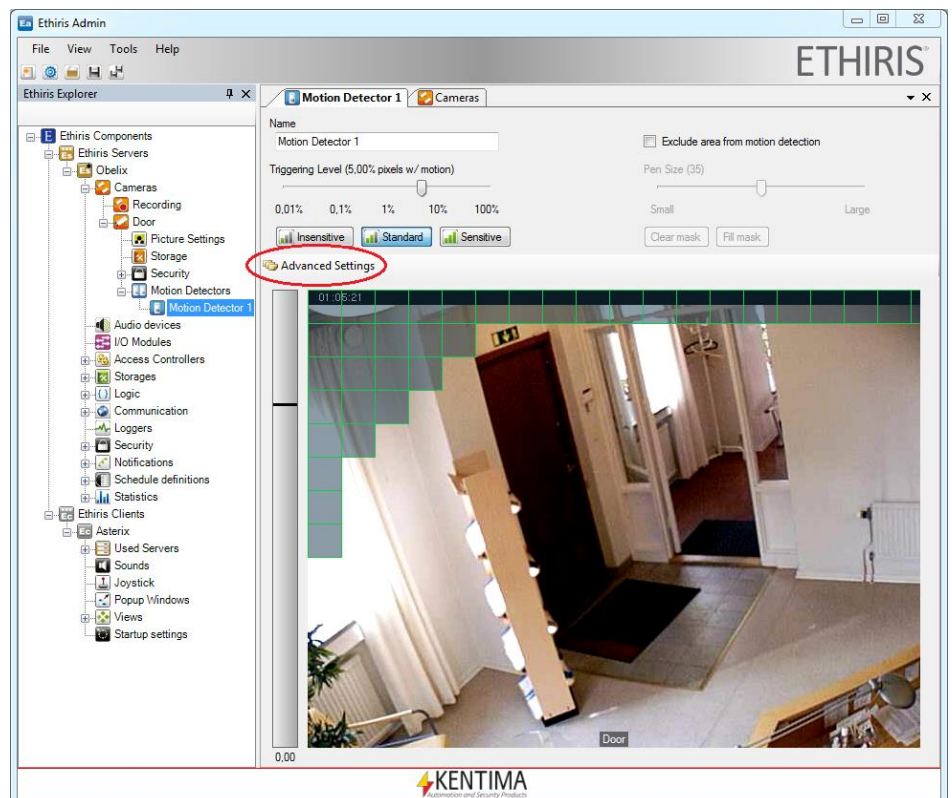 Ethiris Admin
File View Tools Help
ETHIRIS
Ethiris Explorer
Motion Detector 1 Cameras
Ethiris Components
Ethiris Servers
Obelix
Cameras
Recording
Door
Picture Settings
Storage
Security
Motion Detectors
Motion Detector 1
Audio devices
I/O Modules
Access Controllers
Storages
Logic
Communication
Loggers
Security
Notifications
Schedule definitions
Statistics
Ethiris Clients
Asterix
Used Servers
Sounds
Joystick
Popup Windows
Views
Startup settings
Name
Motion Detector 1
Exclude area from motion detection
Triggering Level (5,00% pixels w/ motion)
Pen Size (35)
0,01% 0,1% 1% 10% 100%
Small Large
Insensitive Standard Sensitive
Clear mask Fill mask
Advanced Settings
01:05:21
Door
0,00
KENTIMA
Automation and Security Products